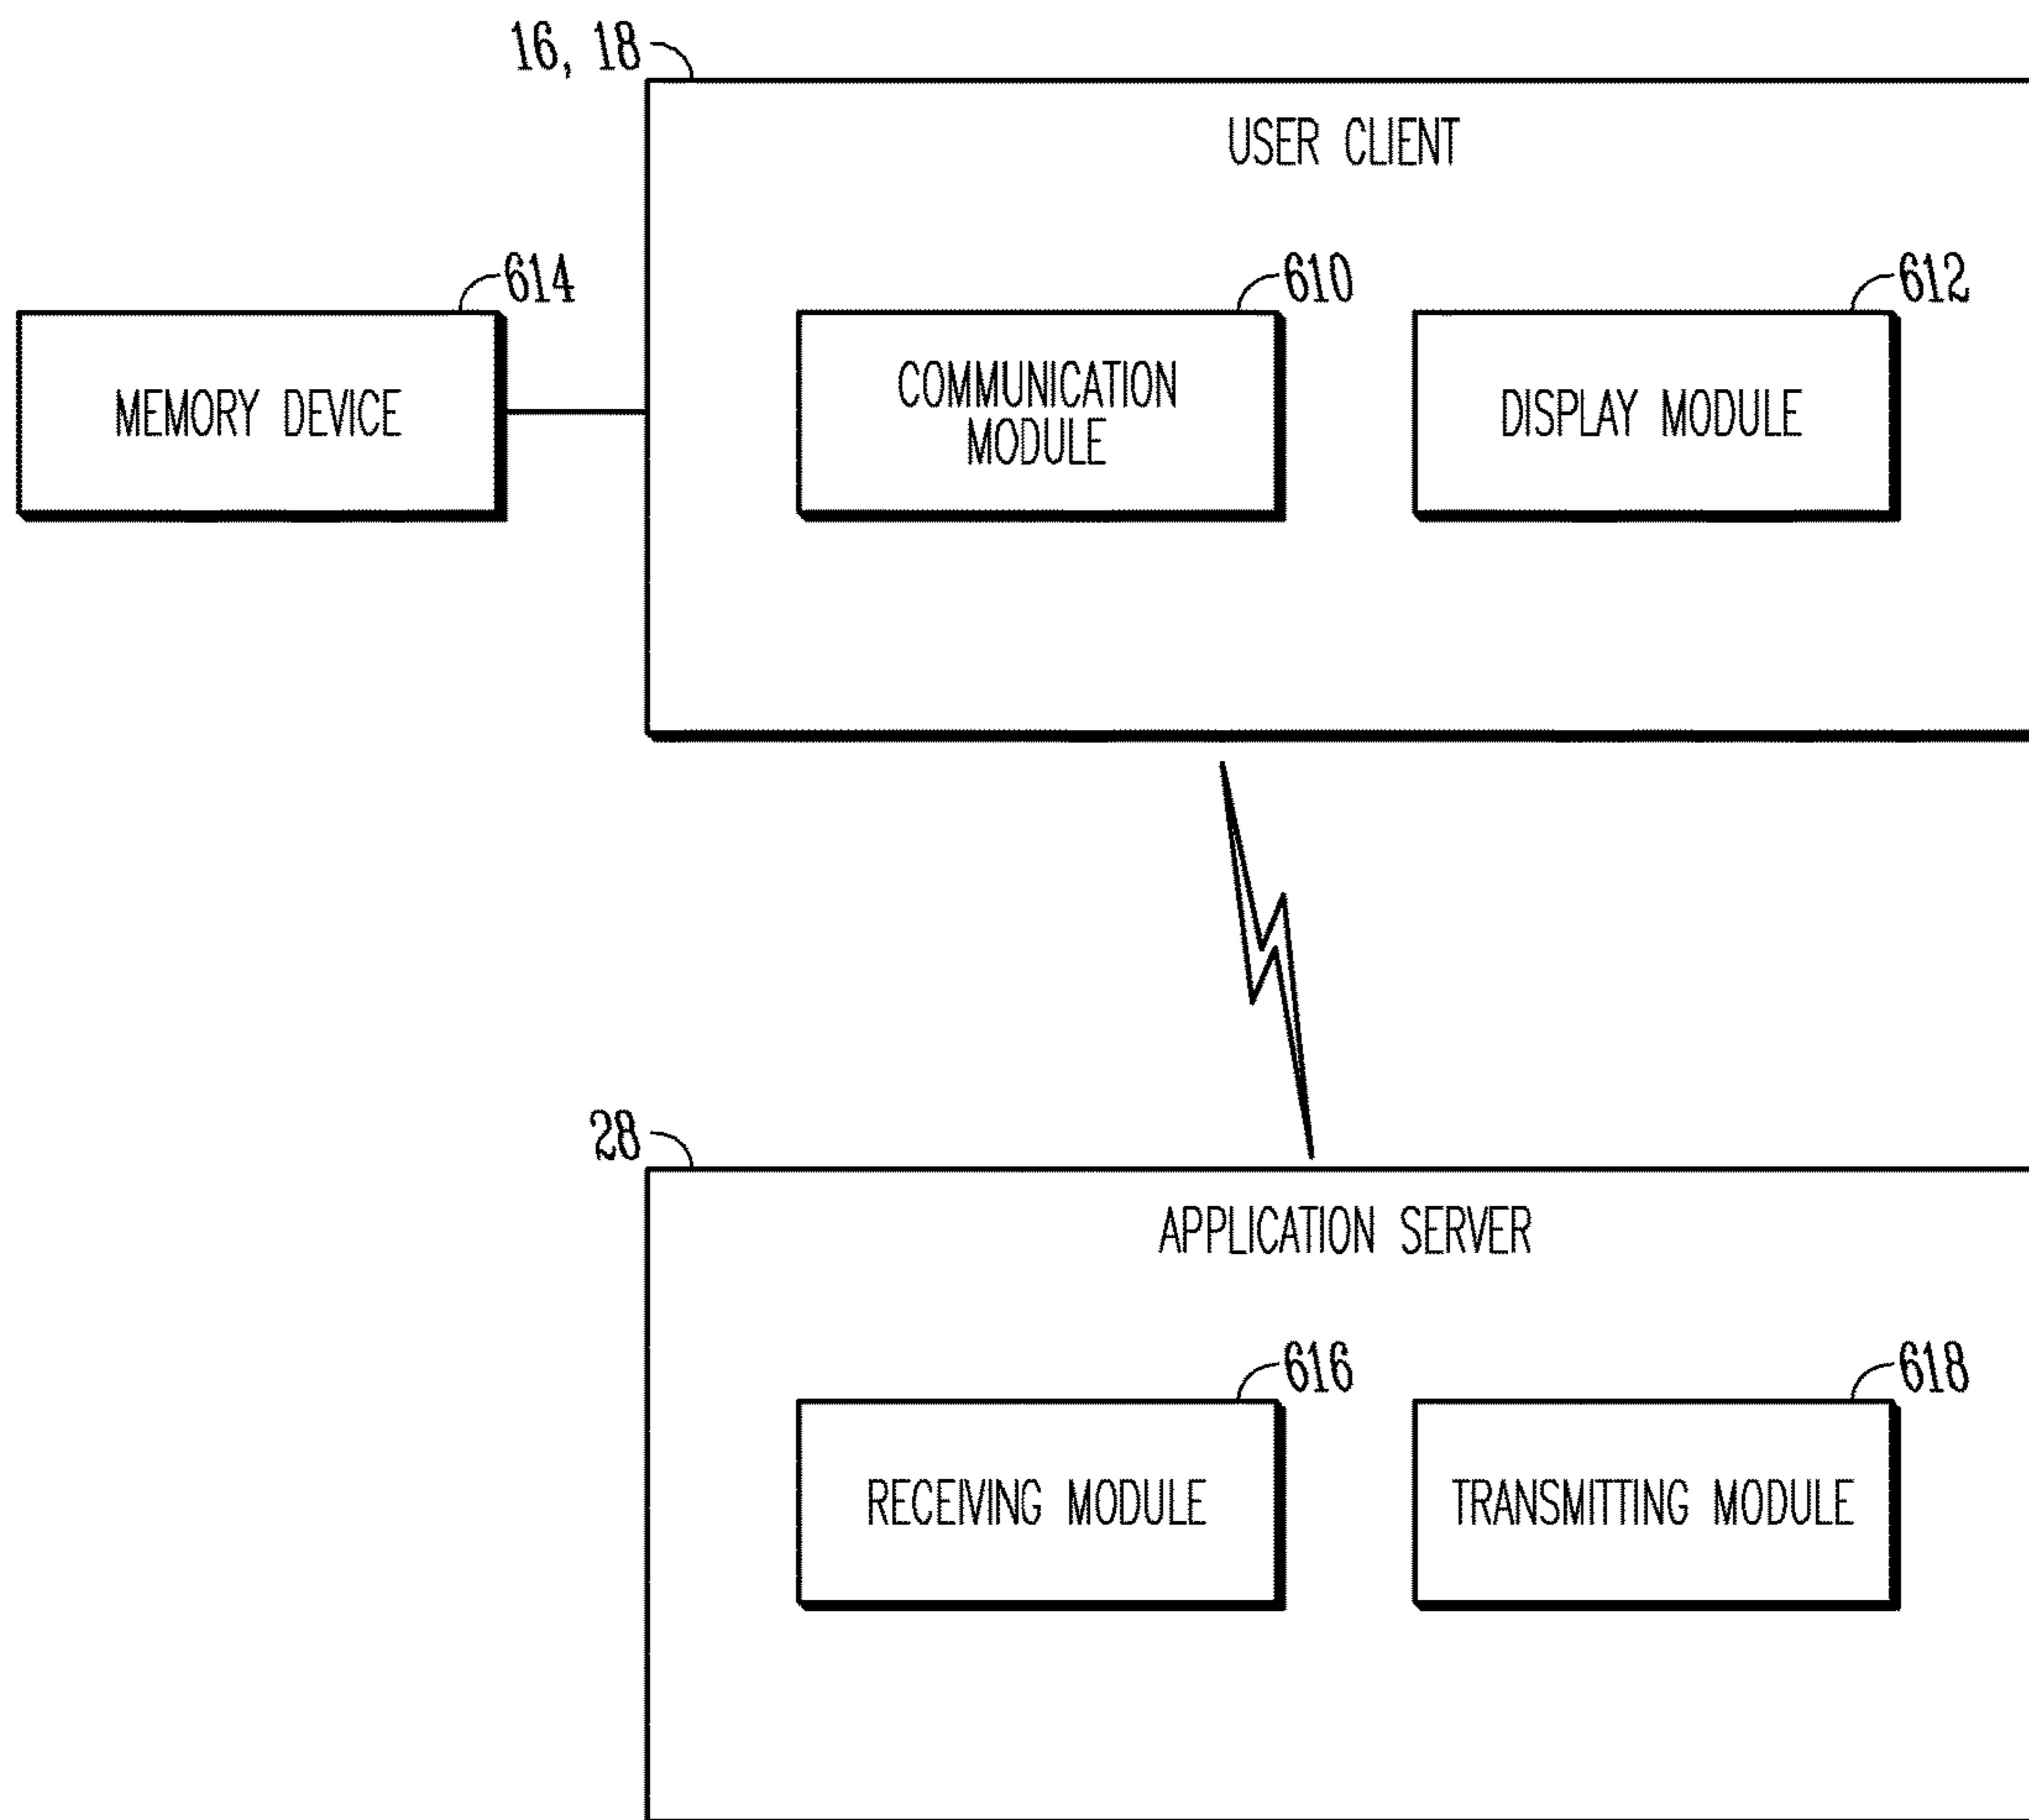 16, 18
USER CLIENT
614
610
612
MEMORY DEVICE
COMMUNICATION
MODULE
DISPLAY MODULE
28
APPLICATION SERVER
616
618
RECEIVING MODULE
TRANSMITTING MODULE